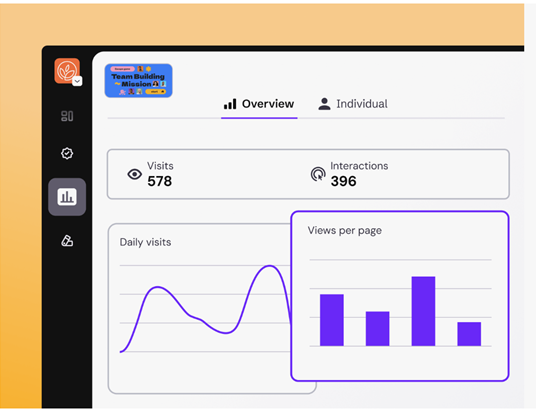 Team Building
Mission
Overview
Individual
Visits
578
Interactions
396
Daily visits
Views per page